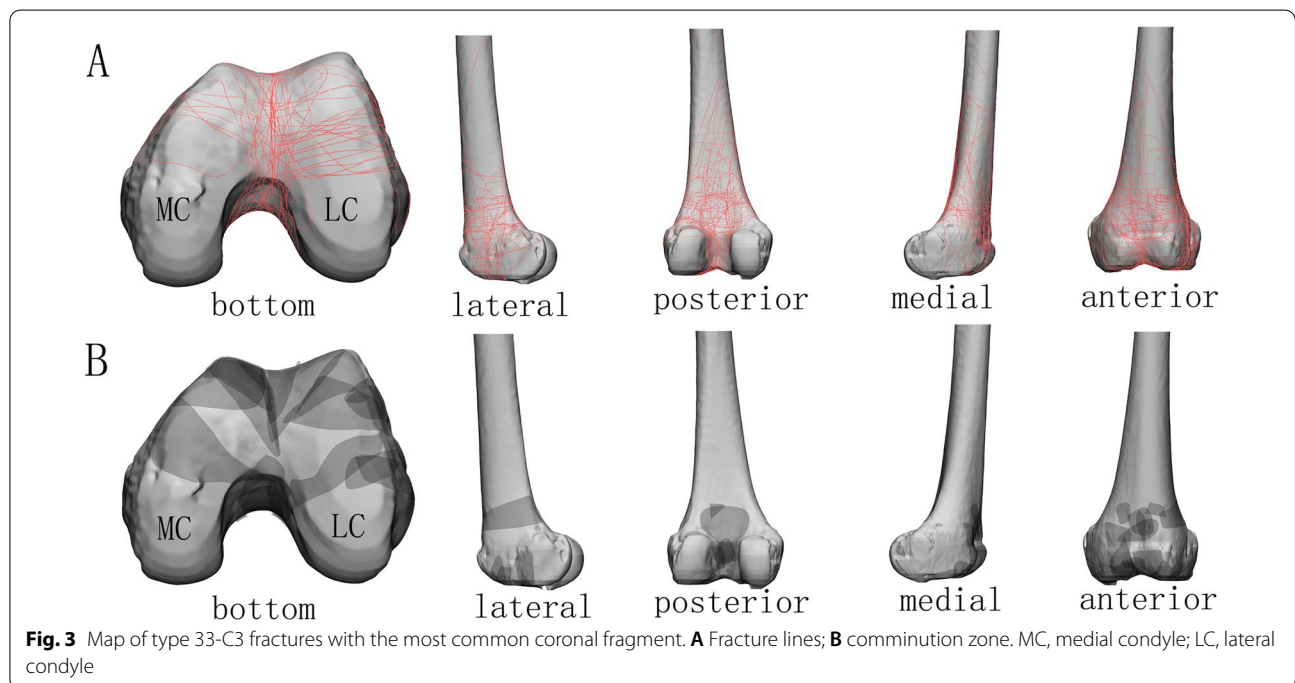 A
MC
LC
bottom
lateral
posterior
medial
anterior
B
MC
LC
bottom
lateral
posterior
medial
anterior
Fig. 3 Map of type 33-C3 fractures with the most common coronal fragment. A Fracture lines; B comminution zone. MC, medial condyle; LC, lateral
condyle